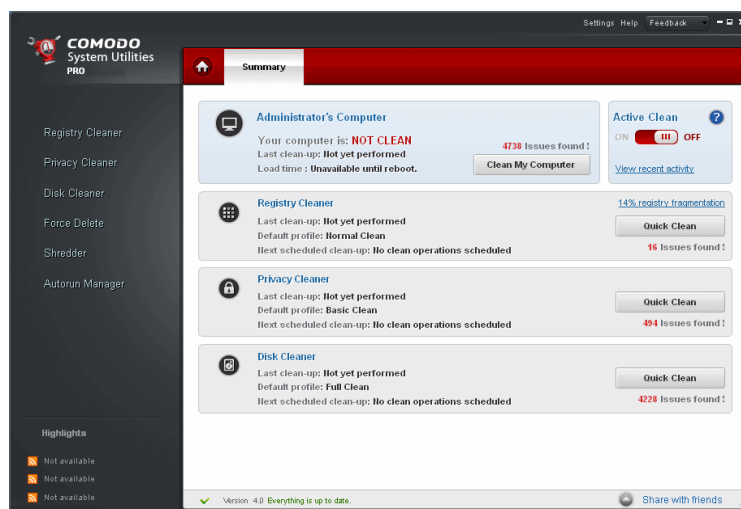 Settings Help Feedback
COMODO
System Utilities
PRO
Summary
Registry Cleaner
Privacy Cleaner
Disk Cleaner
Force Delete
Shredder
Autorun Manager
Administrator's Computer
Your computer is: NOT CLEAN
Last clean-up: Not yet performed
Load time : Unavailable until reboot.
4738 Issues found !
Clean My Computer
Active Clean ?
ON OFF
View recent activity
Registry Cleaner
Last clean-up: Not yet performed
Default profile: Normal Clean
Next scheduled clean-up: No clean operations scheduled
14% registry fragmentation
Quick Clean
16 Issues found !
Privacy Cleaner
Last clean-up: Not yet performed
Default profile: Basic Clean
Next scheduled clean-up: No clean operations scheduled
Quick Clean
494 Issues found !
Disk Cleaner
Last clean-up: Not yet performed
Default profile: Full Clean
Next scheduled clean-up: No clean operations scheduled
Quick Clean
4228 Issues found !
Highlights
Not available
Not available
Not available
Version 4.0 Everything is up to date.
Share with friends